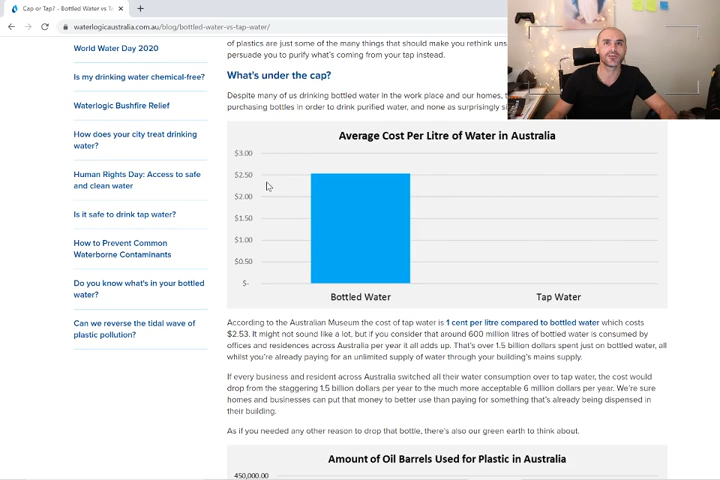 Cap or Tap? - Bottled Water vs Ta
waterlogicaustralia.com.au/blog/bottled-water-vs-tap-water/
World Water Day 2020
Is my drinking water chemical-free?
Waterlogic Bushfire Relief
How does your city treat drinking
water?
Human Rights Day: Access to safe
and clean water
Is it safe to drink tap water?
How to Prevent Common
Waterborne Contaminants
Do you know what's in your bottled
water?
Can we reverse the tidal wave of
plastic pollution?
of plastics are just some of the many things that should make you rethink
persuade you to purify what's coming from your tap instead.
What's under the cap?
Despite many of us drinking bottled water in the work place and our homes,
purchasing bottles in order to drink purified water, and none as surprisingly
Average Cost Per Litre of Water in Australia
$3.00
$2.50
$2.00
$1.50
$1.00
$0.50
$-
Bottled Water
Tap Water
According to the Australian Museum the cost of tap water is 1 cent per litre compared to bottled water which costs
$2.53. It might not sound like a lot, but if you consider that around 600 million litres of bottled water is consumed by
offices and residences across Australia per year it all adds up. That's over 1.5 billion dollars spent just on bottled water, all
whilst you're already paying for an unlimited supply of water through your building's mains supply.
If every business and resident across Australia switched all their water consumption over to tap water, the cost would
drop from the staggering 1.5 billion dollars per year to the much more acceptable 6 million dollars per year. We're sure
homes and businesses can put that money to better use than paying for something that's already being dispensed in
their building.
As if you needed any other reason to drop that bottle, there's also our green earth to think about.
Amount of Oil Barrels Used for Plastic in Australia
450,000.00